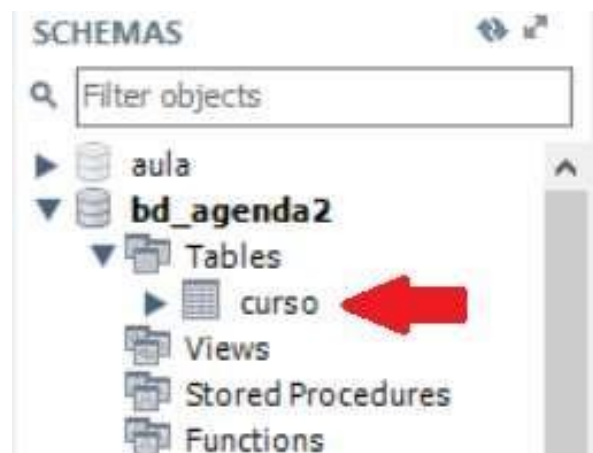 SCHEMAS
Filter objects
aula
bd_agenda2
Tables
curso
Views
Stored Procedures
Functions